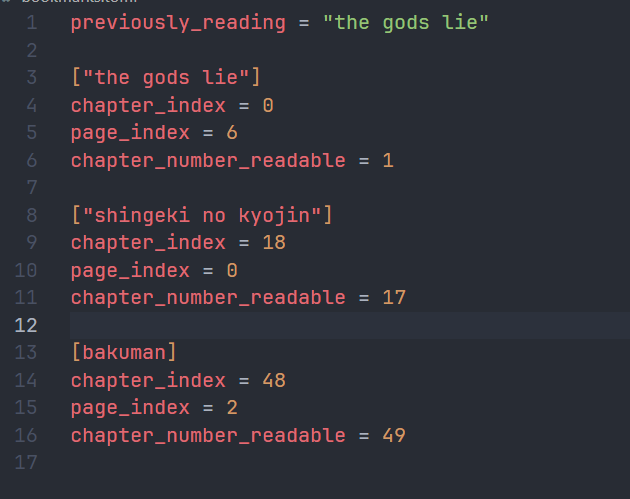 1 previously_reading = "the gods lie"
2
3 ["the gods lie"]
4 chapter_index = 0
5 page_index = 6
6 chapter_number_readable = 1
7
8 ["shingeki no kyojin"]
9 chapter_index = 18
10 page_index = 0
11 chapter_number_readable = 17
12
13 [bakuman]
14 chapter_index = 48
15 page_index = 2
16 chapter_number_readable = 49
17